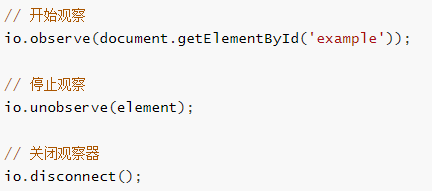 // 开始观察
io.observe(document.getElementById('example'));
// 停止观察
io.unobserve(element);
// 关闭观察器
io.disconnect();